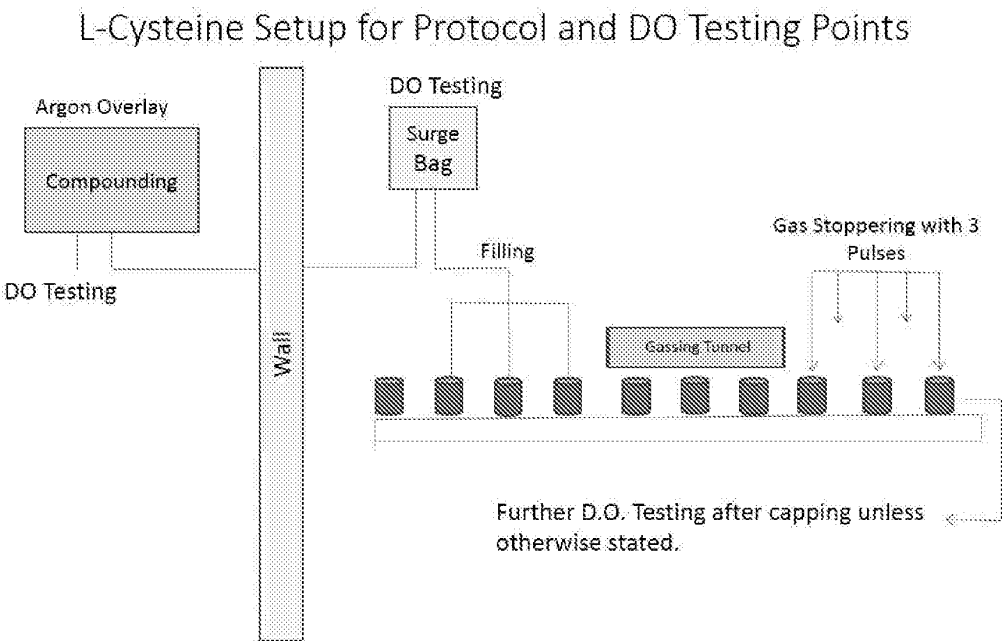 L-Cysteine Setup for Protocol and DO Testing Points
Argon Overlay
Compounding
DO Testing
Wall
DO Testing
Surge
Bag
Filling
Gassing Tunnel
Gas Stoppering with 3
Pulses
Further D.O. Testing after capping unless
otherwise stated.